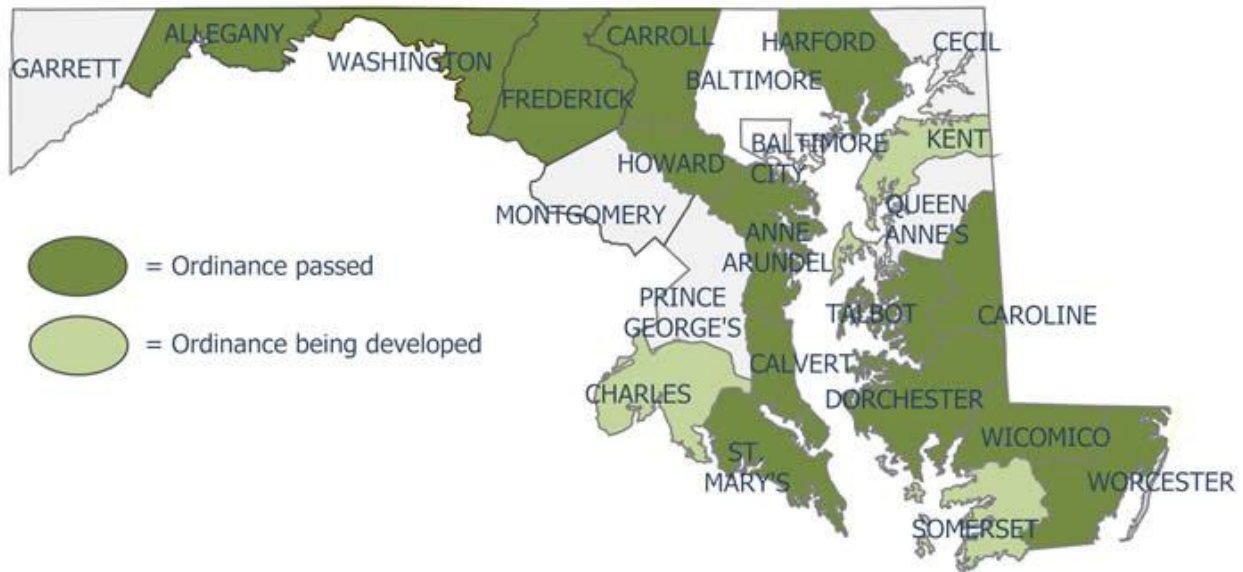 ALLEGANY
GARRETT
WASHINGTON
FREDERICK
CARROLL
BALTIMORE
HARFORD
CECIL
BALTIMORE
CITY
KENT
HOWARD
MONTGOMERY
QUEEN
ANNE'S
ANNE
ARUNDEL
PRINCE
GEORGE'S
TALBOT
CAROLINE
CALVERT
CHARLES
DORCHESTER
ST.
MARY'S
WICOMICO
WORCESTER
SOMERSET
= Ordinance passed
= Ordinance being developed